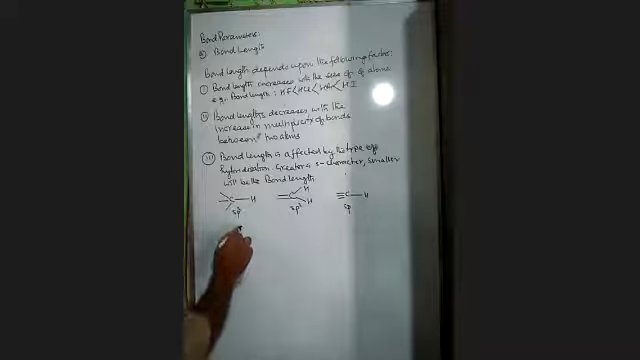 Bond Parameters:
(a) Bond Length
Bond length depends upon the following factors:
(i) Bond length increases with the size of atoms
e.g. Bond length: HF < HCl < HBr < HI
(ii) Bond length decreases with the
increase in multiplicity of bonds
between two atoms
(iii) Bond length is affected by the type of
hybridisation. Greater is s-character, smaller
will be the Bond length
C—H =C H H ≡C—H
sp³ sp² sp